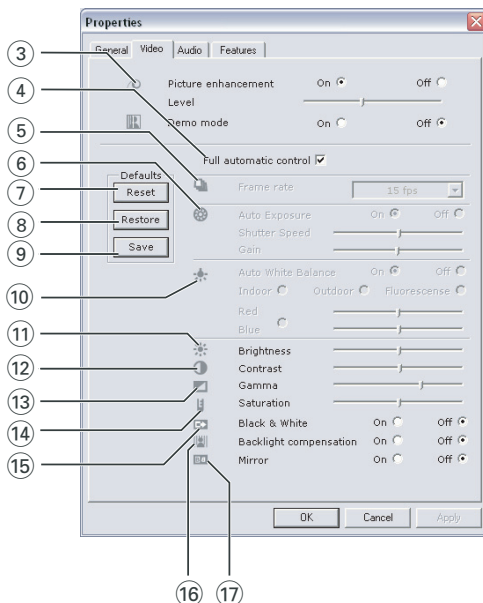 Properties
General Video Audio Features
③
Picture enhancement On Off
④
Level
Demo mode On Off
⑤
Full automatic control
⑥
Defaults
⑦
Reset
Frame rate 15 fps
⑧
Restore
Auto Exposure On Off
Shutter Speed
⑨
Save
Gain
⑩
Auto White Balance On Off
Indoor Outdoor Fluorescense
Red
Blue
⑪
Brightness
⑫
Contrast
⑬
Gamma
⑭
Saturation
Black & White On Off
⑮
Backlight compensation On Off
Mirror On Off
OK Cancel Apply
⑯ ⑰